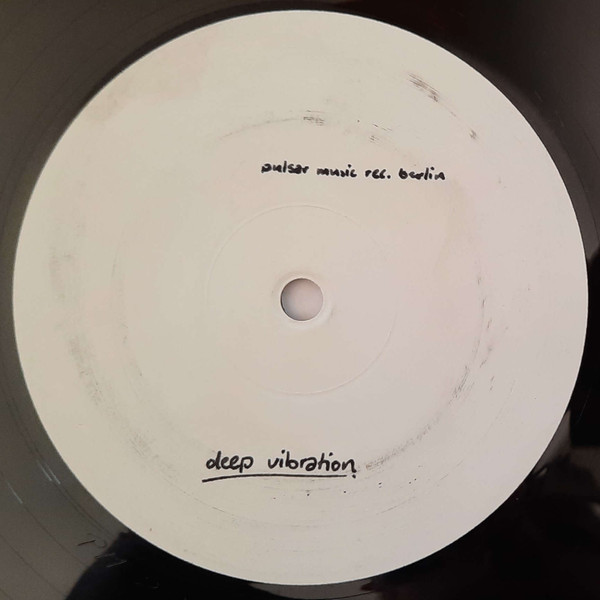 pulsar music rec. berlin
deep vibration